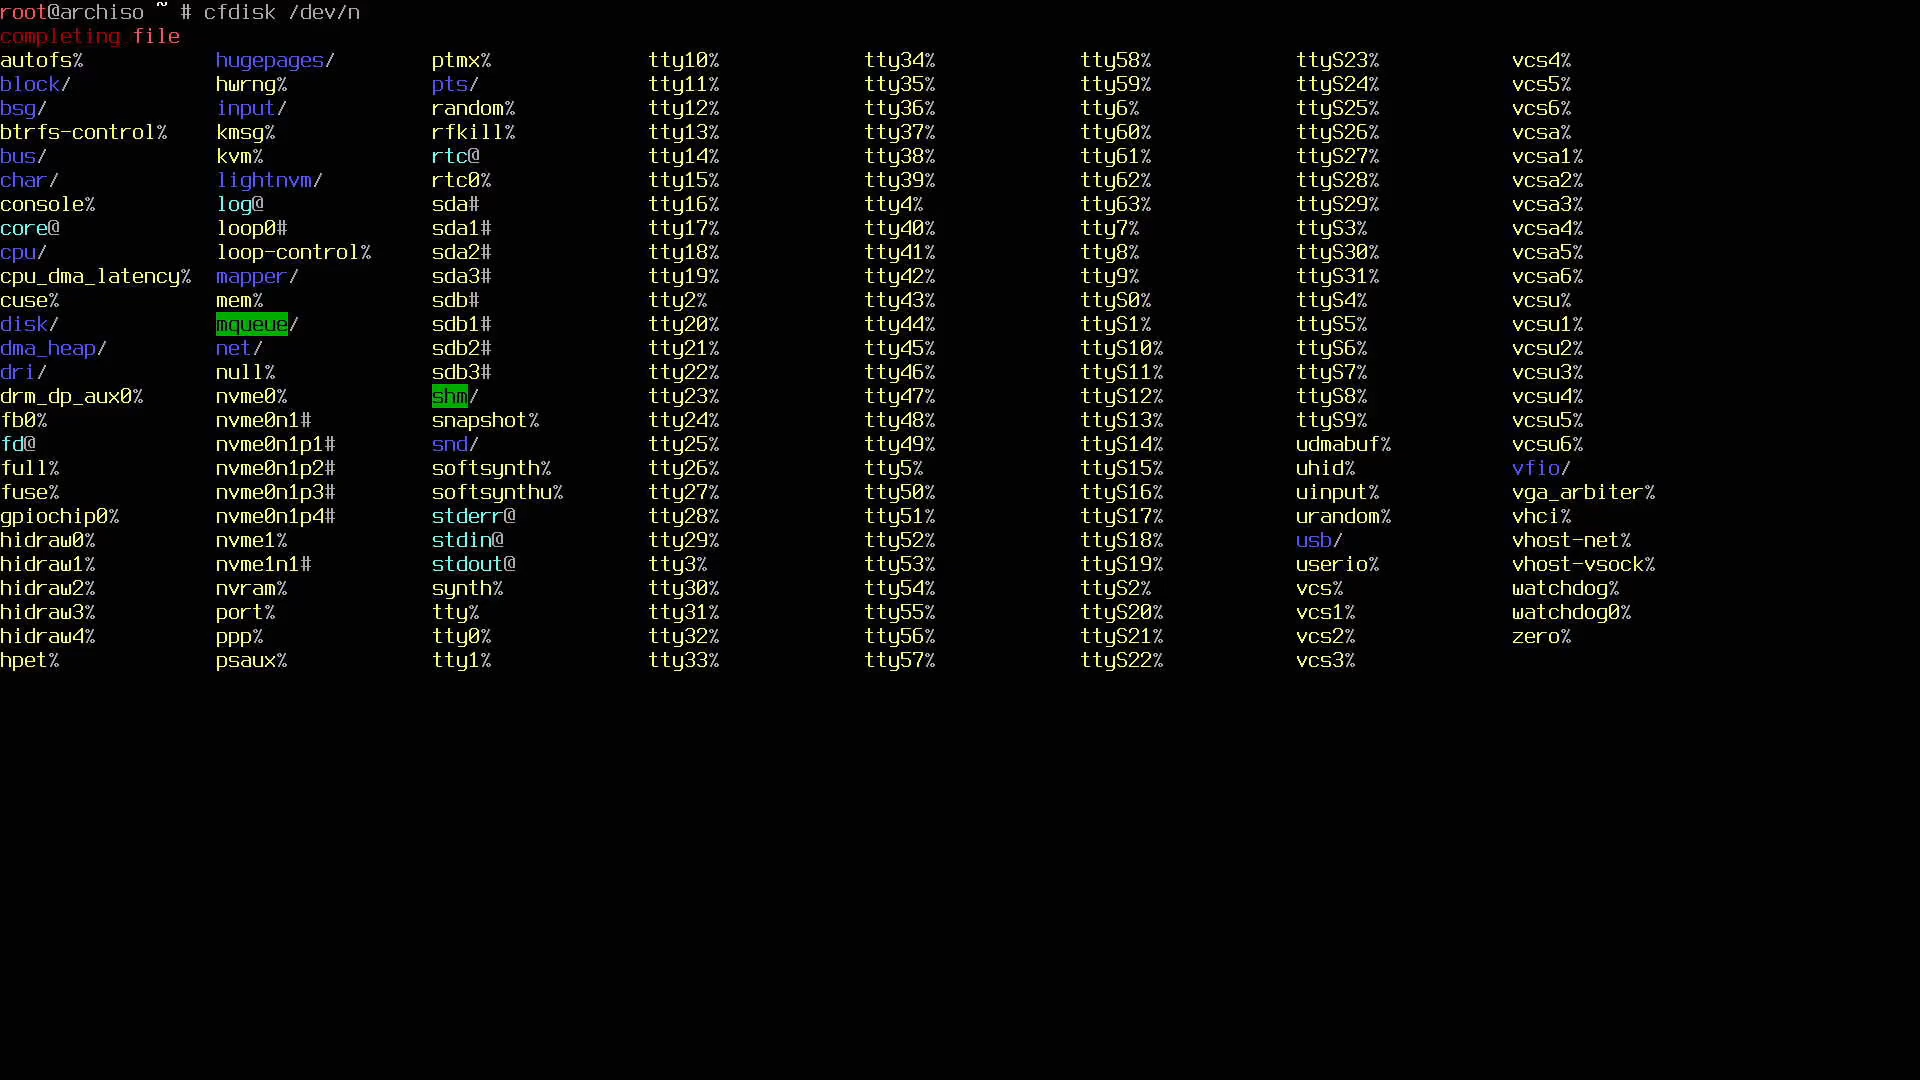 root@archiso ~ # cfdisk /dev/n
completing file
autofs% hugepages/ ptmx% tty10% tty34% tty58% ttyS23% vcs4%
block/ hwrng% pts/ tty11% tty35% tty59% ttyS24% vcs5%
bsg/ input/ random% tty12% tty36% tty6% ttyS25% vcs6%
btrfs-control% kmsg% rfkill% tty13% tty37% tty60% ttyS26% vcsa%
bus/ kvm% rtc@ tty14% tty38% tty61% ttyS27% vcsa1%
char/ lightnvm/ rtc0% tty15% tty39% tty62% ttyS28% vcsa2%
console% log@ sda# tty16% tty4% tty63% ttyS29% vcsa3%
core@ loop0# sda1# tty17% tty40% tty7% ttyS3% vcsa4%
cpu/ loop-control% sda2# tty18% tty41% tty8% ttyS30% vcsa5%
cpu_dma_latency% mapper/ sda3# tty19% tty42% tty9% ttyS31% vcsa6%
cuse% mem% sdb# tty2% tty43% ttyS0% ttyS4% vcsu%
disk/ mqueue/ sdb1# tty20% tty44% ttyS1% ttyS5% vcsu1%
dma_heap/ net/ sdb2# tty21% tty45% ttyS10% ttyS6% vcsu2%
dri/ null% sdb3# tty22% tty46% ttyS11% ttyS7% vcsu3%
drm_dp_aux0% nvme0% shm/ tty23% tty47% ttyS12% ttyS8% vcsu4%
fb0% nvme0n1# snapshot% tty24% tty48% ttyS13% ttyS9% vcsu5%
fd@ nvme0n1p1# snd/ tty25% tty49% ttyS14% udmabuf% vcsu6%
full% nvme0n1p2# softsynth% tty26% tty5% ttyS15% uhid% vfio/
fuse% nvme0n1p3# softsynthu% tty27% tty50% ttyS16% uinput% vga_arbiter%
gpiochip0% nvme0n1p4# stderr@ tty28% tty51% ttyS17% urandom% vhci%
hidraw0% nvme1% stdin@ tty29% tty52% ttyS18% usb/ vhost-net%
hidraw1% nvme1n1# stdout@ tty3% tty53% ttyS19% userio% vhost-vsock%
hidraw2% nvram% synth% tty30% tty54% ttyS2% vcs% watchdog%
hidraw3% port% tty% tty31% tty55% ttyS20% vcs1% watchdog0%
hidraw4% ppp% tty0% tty32% tty56% ttyS21% vcs2% zero%
hpet% psaux% tty1% tty33% tty57% ttyS22% vcs3%